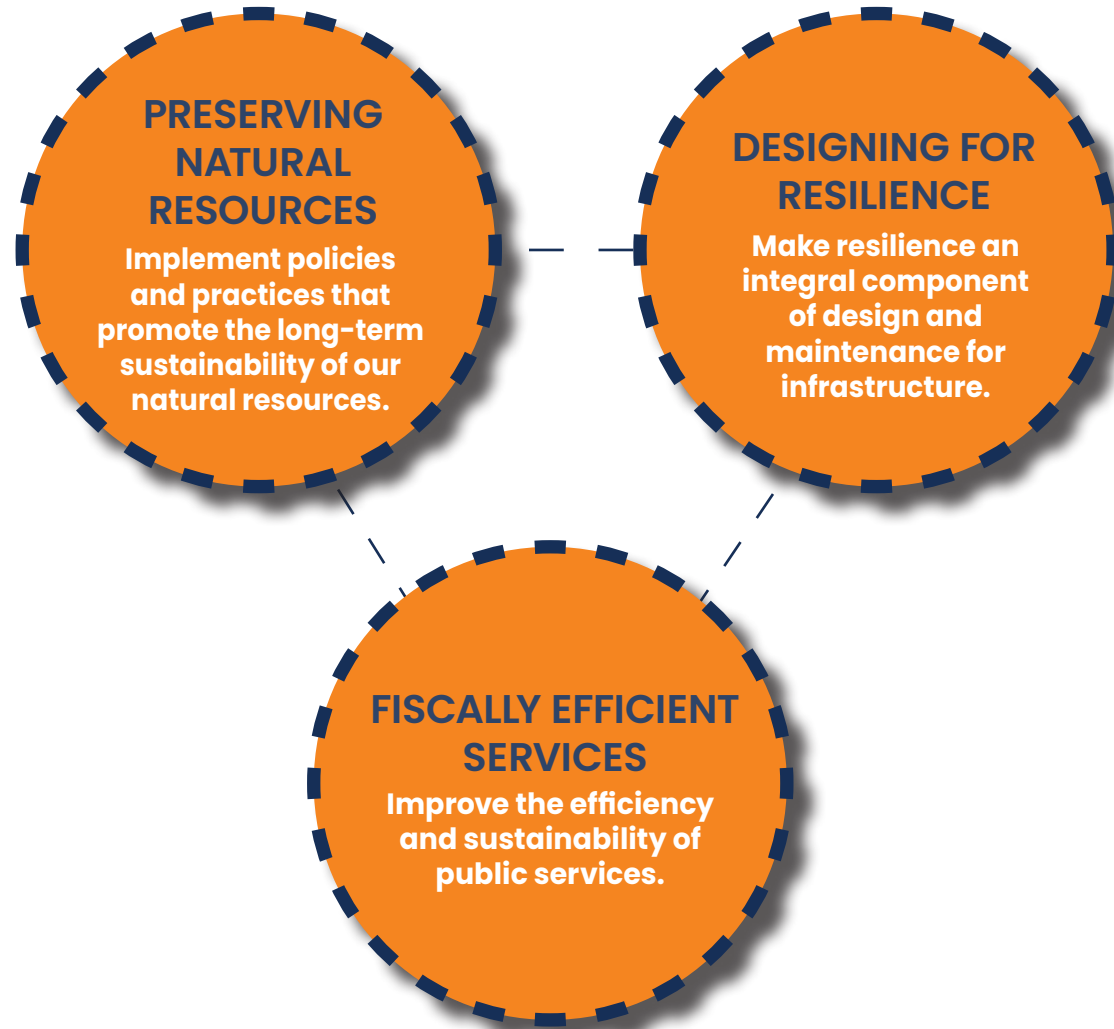 PRESERVING
NATURAL
RESOURCES
Implement policies
and practices that
promote the long-term
sustainability of our
natural resources.
DESIGNING FOR
RESILIENCE
Make resilience an
integral component
of design and
maintenance for
infrastructure.
FISCALLY EFFICIENT
SERVICES
Improve the efficiency
and sustainability of
public services.